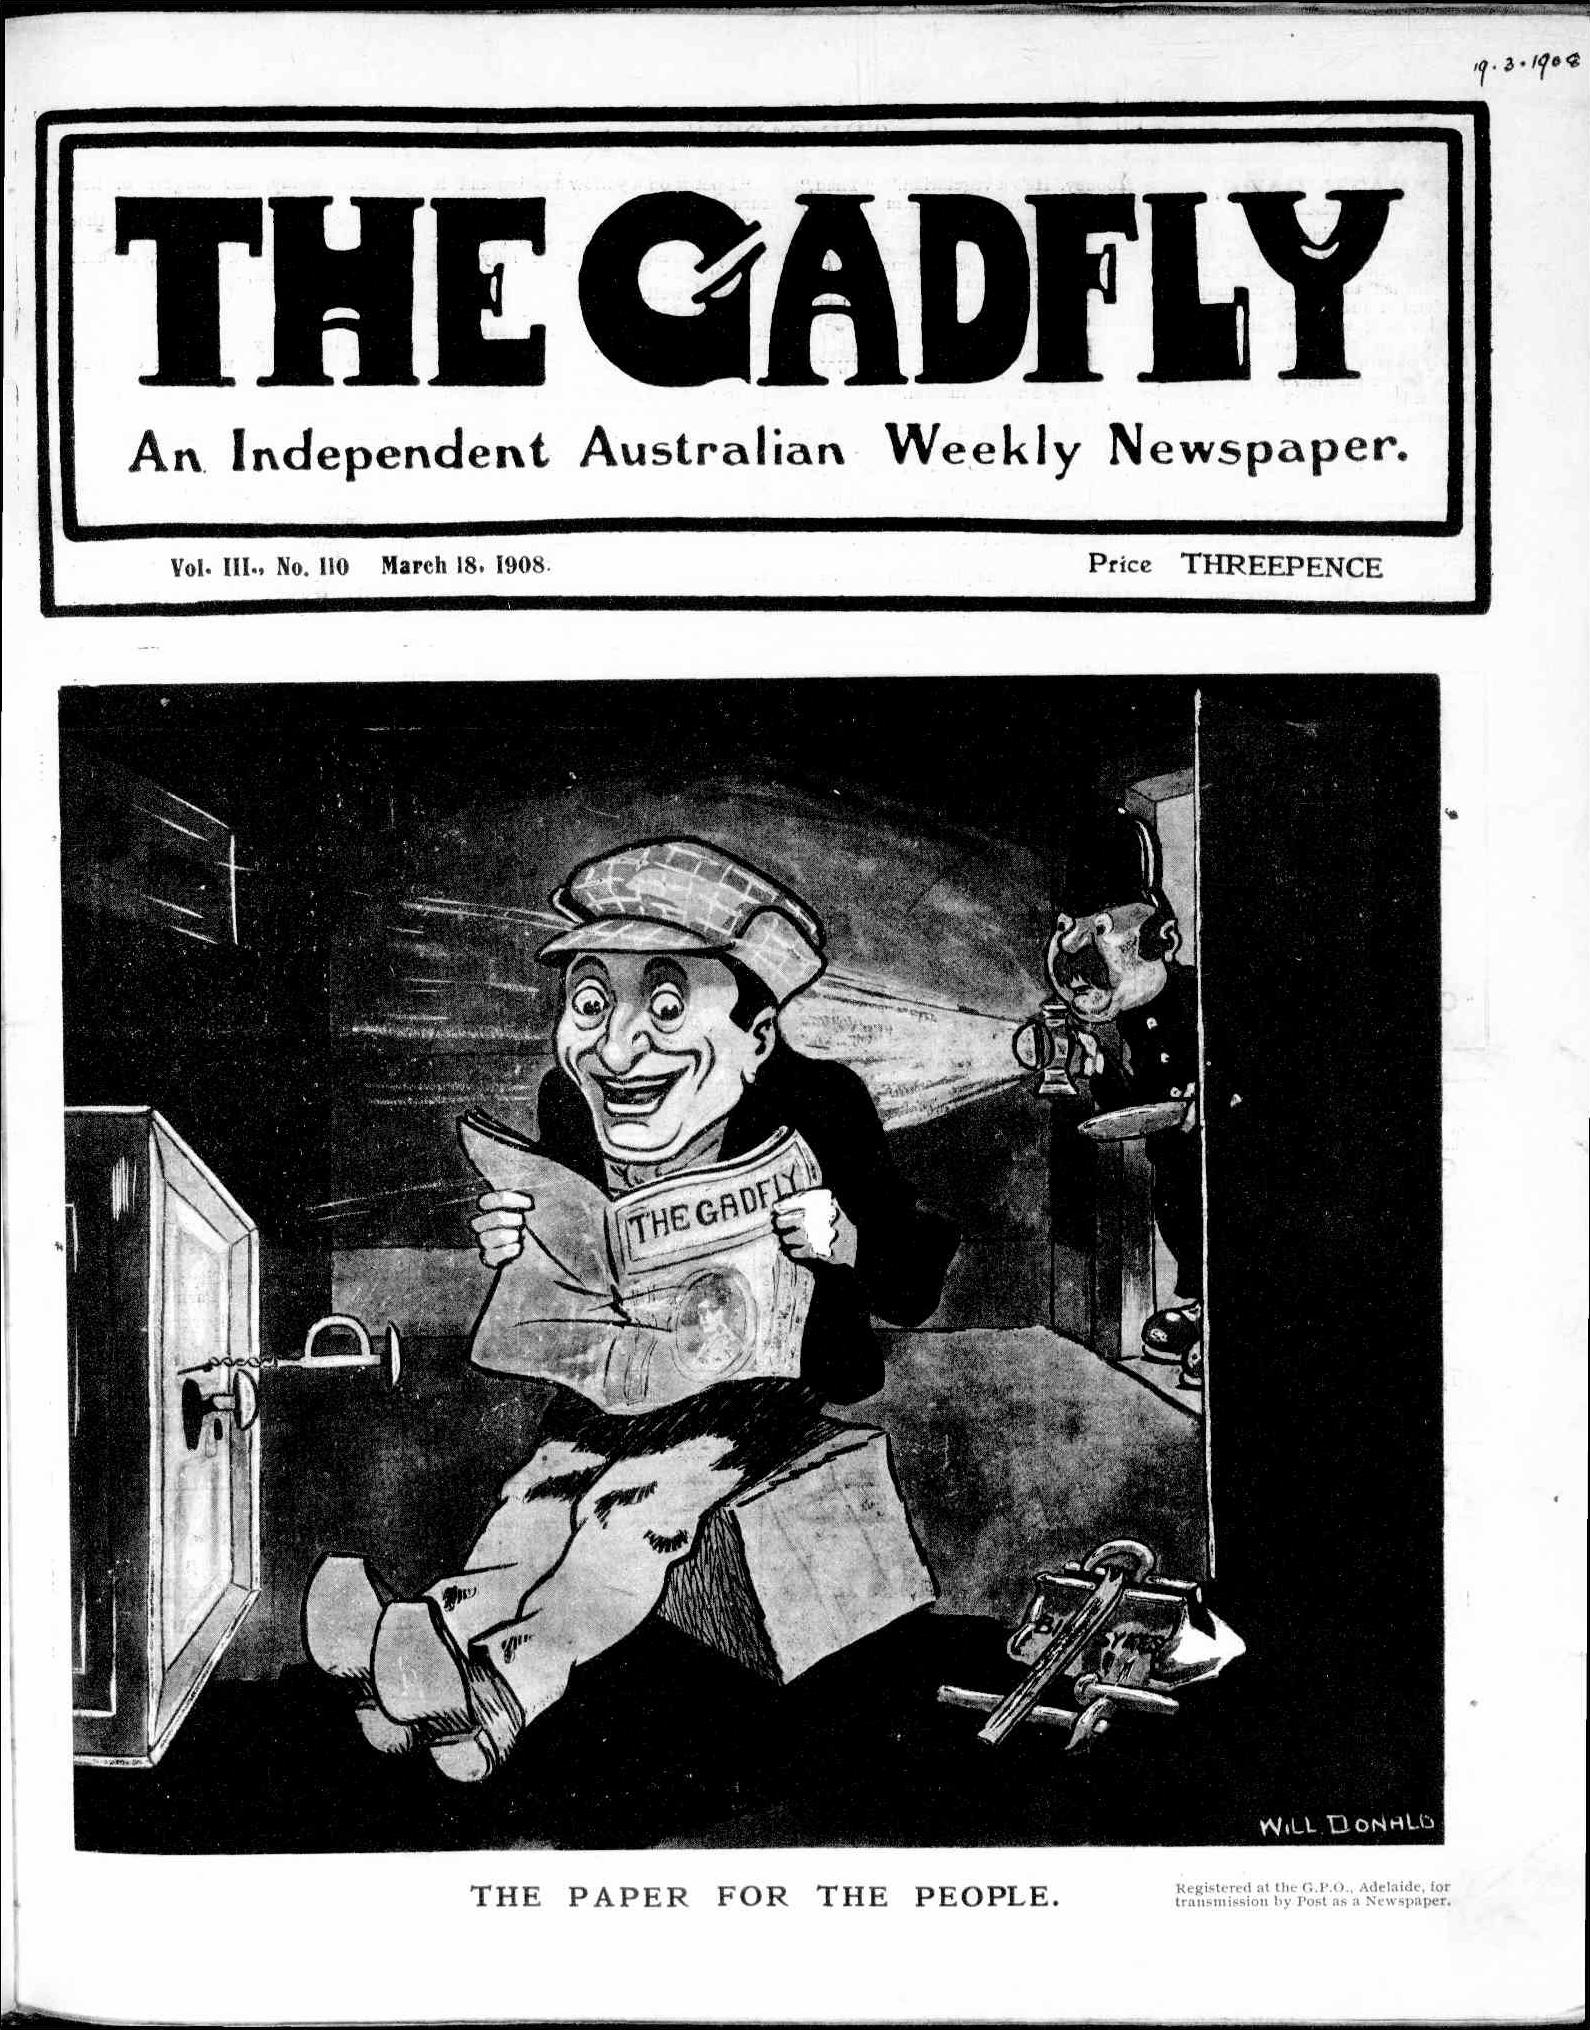 19.3.1908
THE GADFLY
An Independent Australian Weekly Newspaper.
Vol. III., No. 110 March 18, 1908.
Price THREEPENCE
THE GADFLY
BILL SYKES
WILL DONALD
THE PAPER FOR THE PEOPLE.
Registered at the G.P.O., Adelaide, for
transmission by Post as a Newspaper.